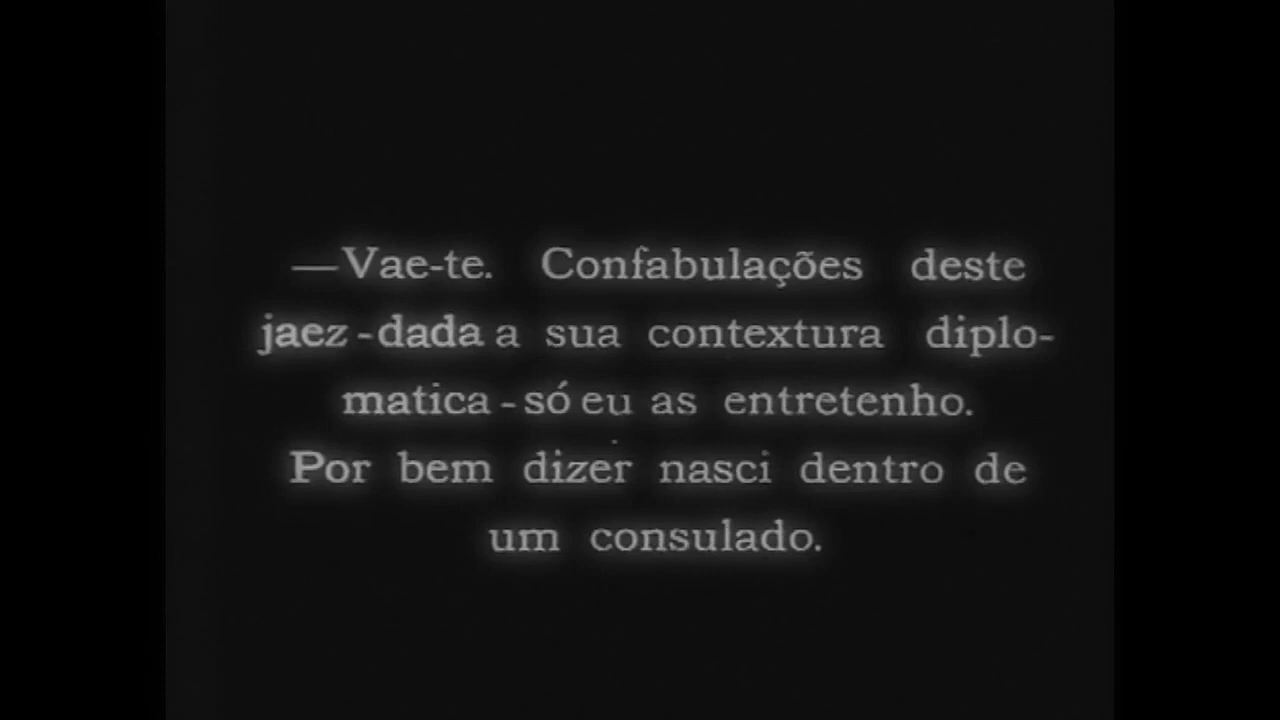 —Vae-te. Confabulações deste
jaez - dada a sua contextura diplo-
matica - só eu as entretenho.
Por bem dizer nasci dentro de
um consulado.